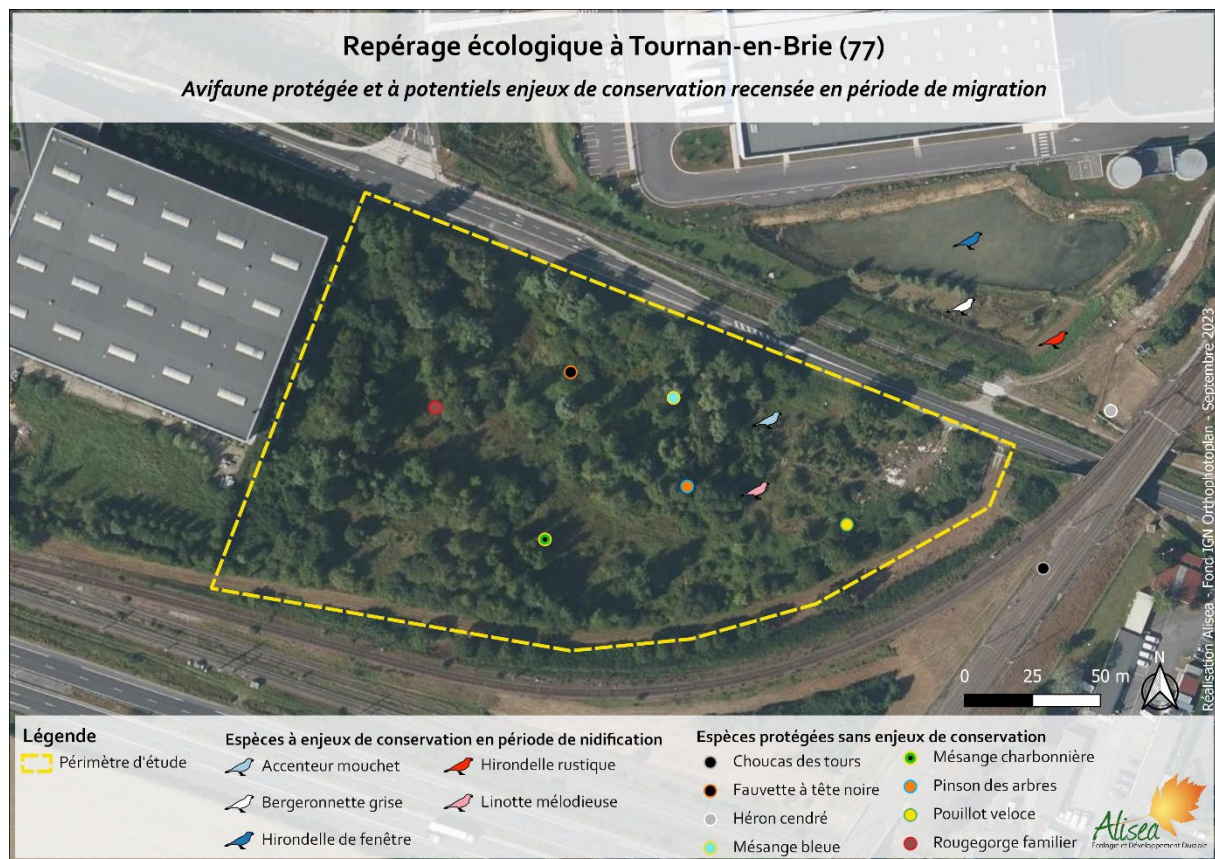 Repérage écologique à Tournan-en-Brie (77)
Avifaune protégée et à potentiels enjeux de conservation recensée en période de migration
Réalisation Alisea - Fond IGN Orthophotoplan - Septembre 2023
0 25 50 m
N
Légende
Périmètre d'étude
Espèces à enjeux de conservation en période de nidification
Accenteur mouchet
Bergeronnette grise
Hirondelle de fenêtre
Hirondelle rustique
Linotte mélodieuse
Espèces protégées sans enjeux de conservation
Choucas des tours
Fauvette à tête noire
Héron cendré
Mésange bleue
Mésange charbonnière
Pinson des arbres
Pouillot veloce
Rougegorge familier
Alisea
Ecologie et Développement Durable